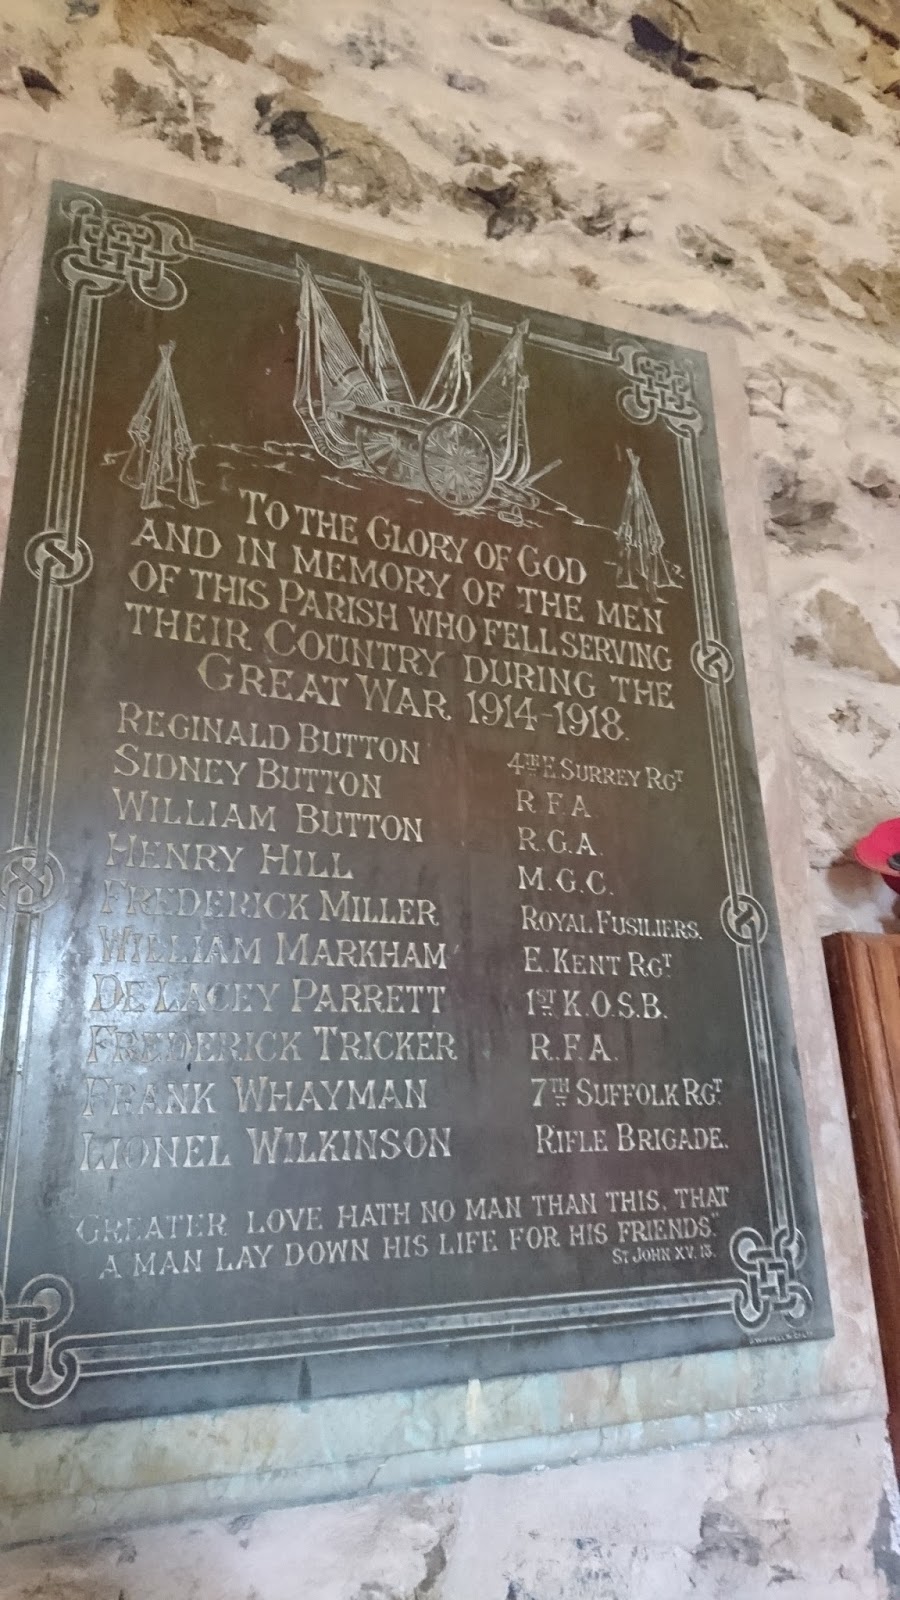 TO THE GLORY OF GOD
AND IN MEMORY OF THE MEN
OF THIS PARISH WHO FELL SERVING
THEIR COUNTRY DURING THE
GREAT WAR 1914-1918.
REGINALD BUTTON 4TH E. SURREY RGT
SIDNEY BUTTON R.F.A.
WILLIAM BUTTON R.G.A.
HENRY HILL M.G.C.
FREDERICK MILLER ROYAL FUSILIERS.
WILLIAM MARKHAM E. KENT RGT
DE LACEY PARRETT 1ST K.O.S.B.
FREDERICK TRICKER R.F.A.
FRANK WHAYMAN 7TH SUFFOLK RGT
LIONEL WILKINSON RIFLE BRIGADE.
"GREATER LOVE HATH NO MAN THAN THIS, THAT
A MAN LAY DOWN HIS LIFE FOR HIS FRIENDS."
ST JOHN XV. 13.